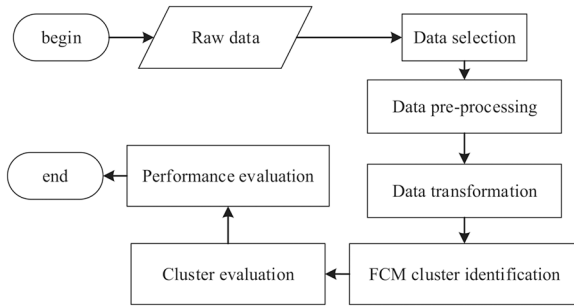 begin
Raw data
Data selection
Data pre-processing
Data transformation
FCM cluster identification
Cluster evaluation
Performance evaluation
end